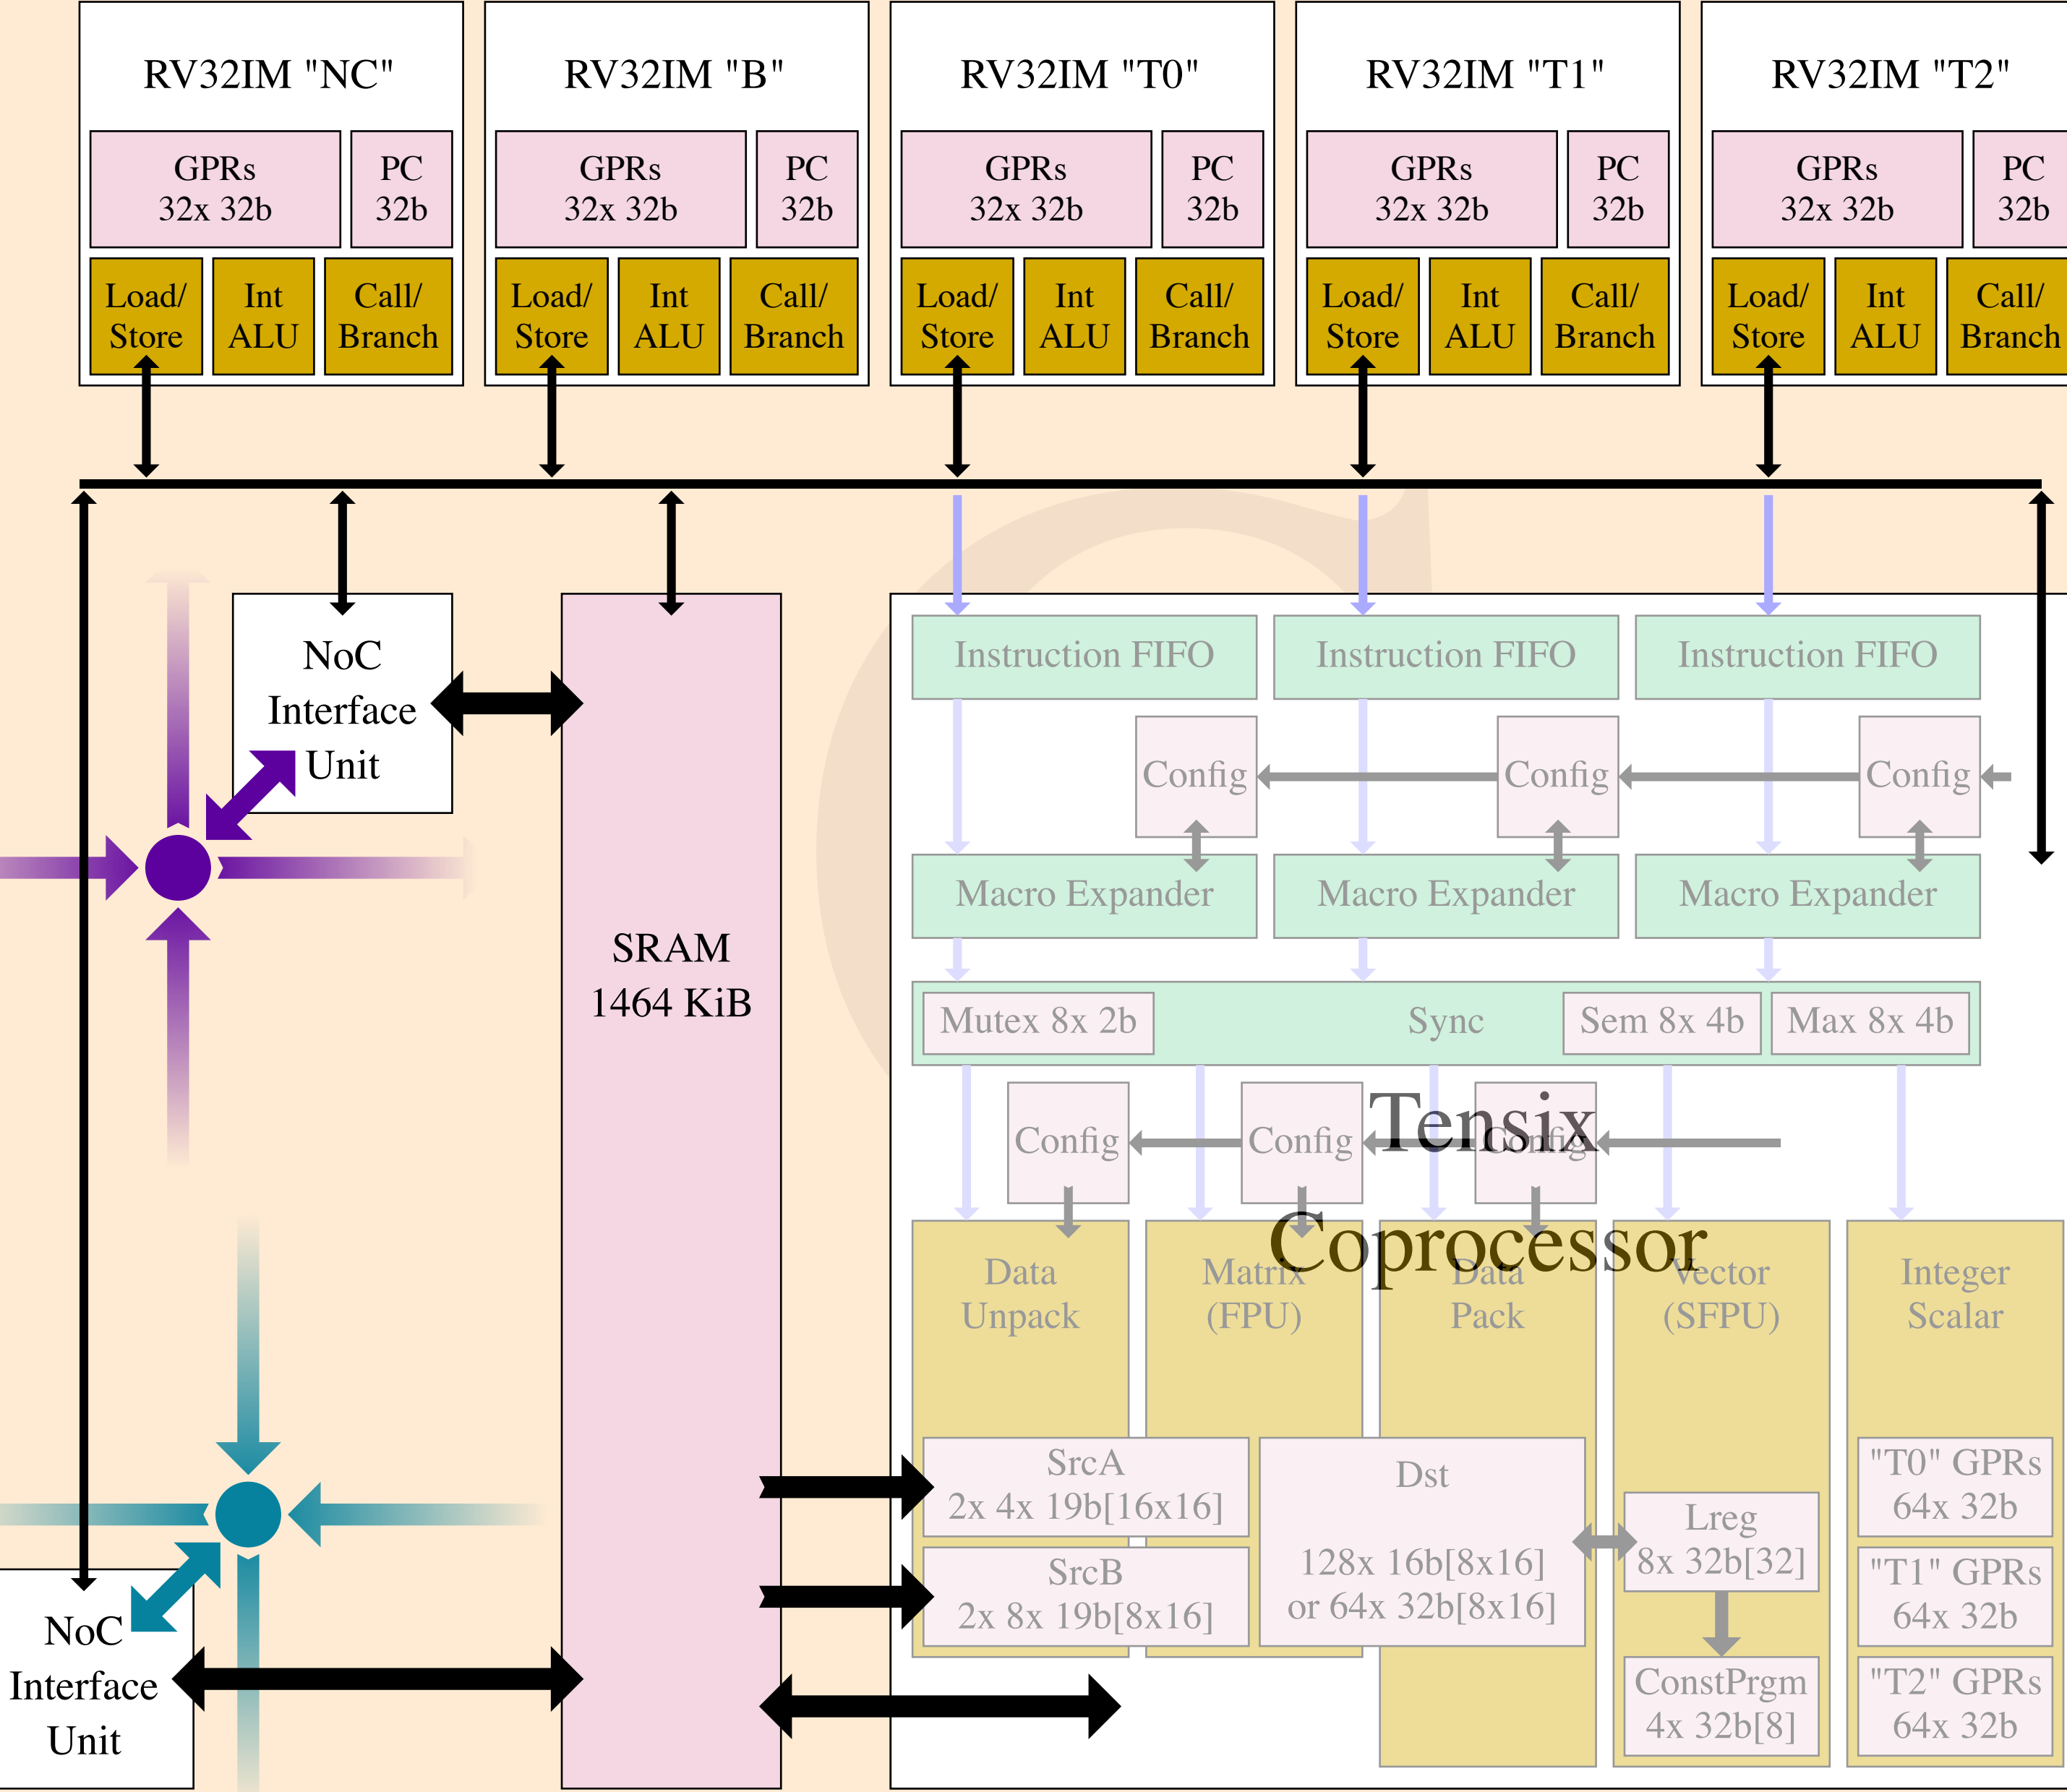 RV32IM "NC"
RV32IM "B"
RV32IM "T0"
RV32IM "T1"
RV32IM "T2"
GPRs
32x 32b
PC
32b
GPRs
32x 32b
PC
32b
GPRs
32x 32b
PC
32b
GPRs
32x 32b
PC
32b
GPRs
32x 32b
PC
32b
Load/
Store
Int
ALU
Call/
Branch
Load/
Store
Int
ALU
Call/
Branch
Load/
Store
Int
ALU
Call/
Branch
Load/
Store
Int
ALU
Call/
Branch
Load/
Store
Int
ALU
Call/
Branch
NoC
Interface
Unit
SRAM
1464 KiB
Instruction FIFO
Instruction FIFO
Instruction FIFO
Config
Config
Config
Macro Expander
Macro Expander
Macro Expander
Mutex 8x 2b
Sync
Sem 8x 4b
Max 8x 4b
Tensix
Coprocessor
Config
Config
Config
Data
Unpack
Matrix
(FPU)
Data
Pack
Vector
(SFPU)
Integer
Scalar
SrcA
2x 4x 19b[16x16]
SrcB
2x 8x 19b[8x16]
Dst
128x 16b[8x16]
or 64x 32b[8x16]
Lreg
8x 32b[32]
ConstPrgm
4x 32b[8]
"T0" GPRs
64x 32b
"T1" GPRs
64x 32b
"T2" GPRs
64x 32b
NoC
Interface
Unit